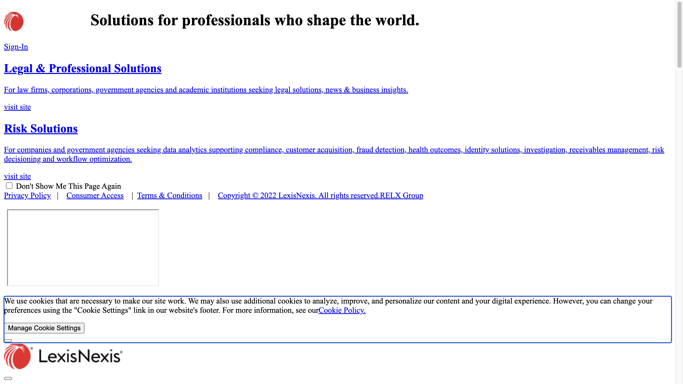 Solutions for professionals who shape the world.
Sign-In
Legal & Professional Solutions
For law firms, corporations, government agencies and academic institutions seeking legal solutions, news & business insights.
visit site
Risk Solutions
For companies and government agencies seeking data analytics supporting compliance, customer acquisition, fraud detection, health outcomes, identity solutions, investigation, receivables management, risk
decisioning and workflow optimization.
visit site
Don't Show Me This Page Again
Privacy Policy | Consumer Access | Terms & Conditions | Copyright © 2022 LexisNexis. All rights reserved.RELX Group
We use cookies that are necessary to make our site work. We may also use additional cookies to analyze, improve, and personalize our content and your digital experience. However, you can change your
preferences using the "Cookie Settings" link in our website's footer. For more information, see ourCookie Policy.
Manage Cookie Settings
LexisNexis®